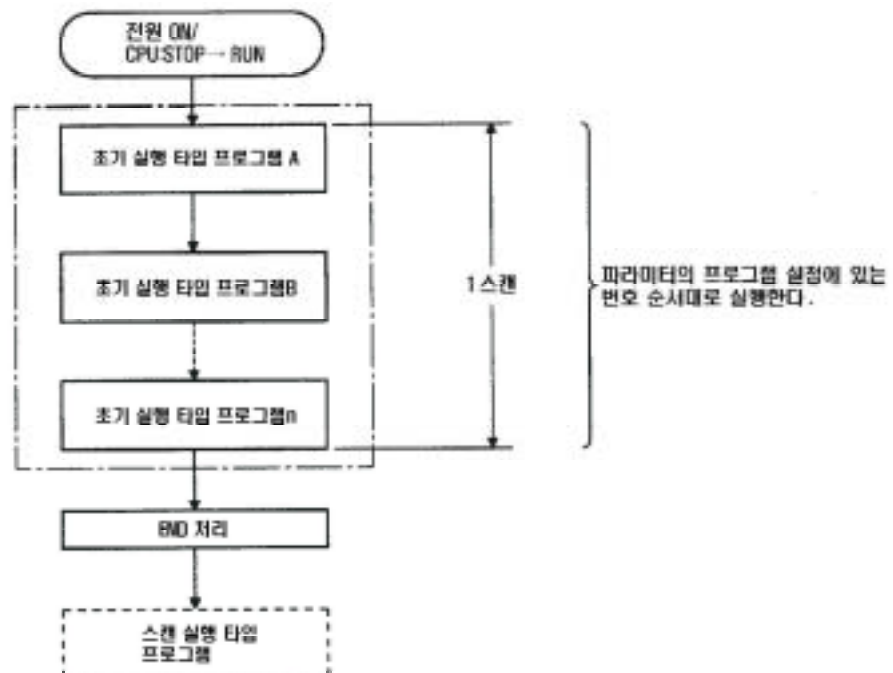 전원 ON/
CPU:STOP→ RUN
초기 실행 타입 프로그램 A
초기 실행 타입 프로그램B
1스캔
파라미터의 프로그램 설정에 있는
번호 순서대로 실행한다.
초기 실행 타입 프로그램n
END 처리
스캔 실행 타입
프로그램